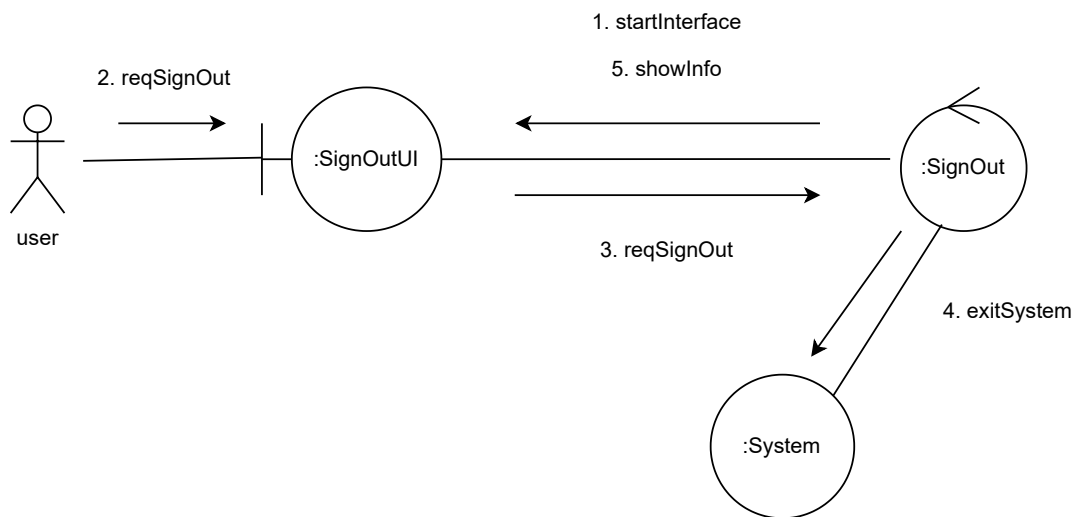 1. startInterface
5. showInfo
2. reqSignOut
:SignOutUI
:SignOut
user
3. reqSignOut
4. exitSystem
:System